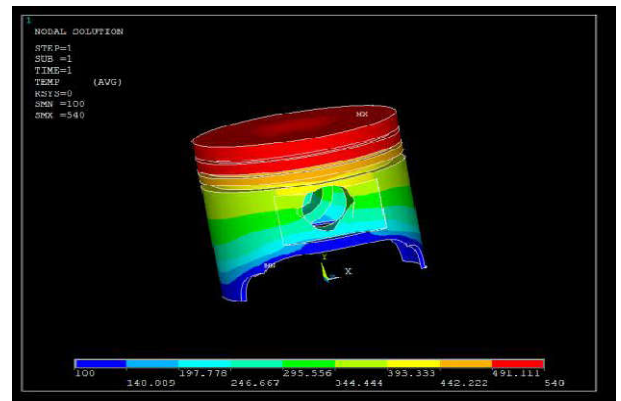 1
NODAL SOLUTION
STEP=1
SUB =1
TIME=1
TEMP (AVG)
RSYS=0
SMN =100
SMX =540
MX
MN
Y
X
100 197.778 295.556 393.333 491.111
140.009 246.667 344.444 442.222 540